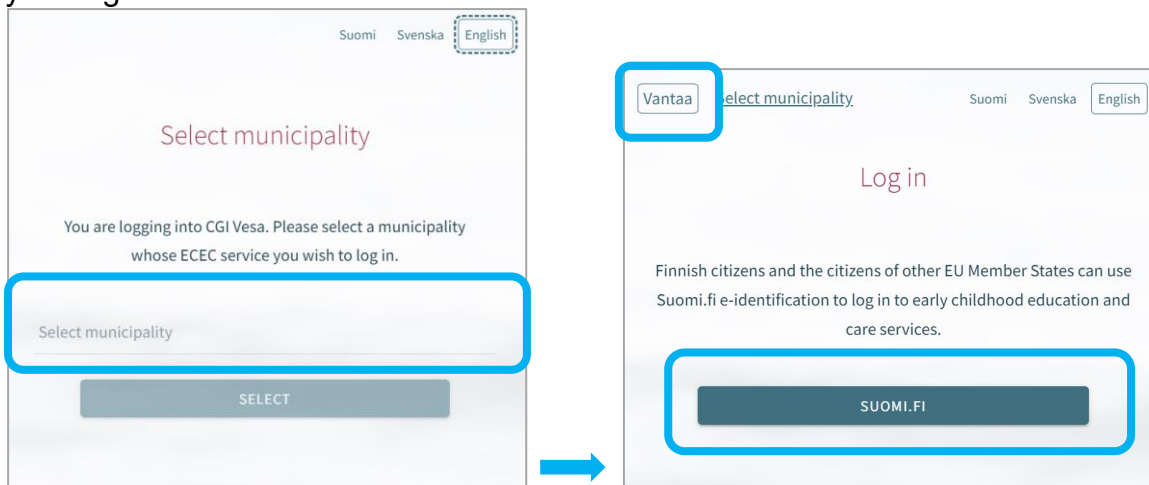 Suomi Svenska English
Select municipality
You are logging into CGI Vesa. Please select a municipality
whose ECEC service you wish to log in.
Select municipality
SELECT
Vantaa Select municipality Suomi Svenska English
Log in
Finnish citizens and the citizens of other EU Member States can use
Suomi.fi e-identification to log in to early childhood education and
care services.
SUOMI.FI